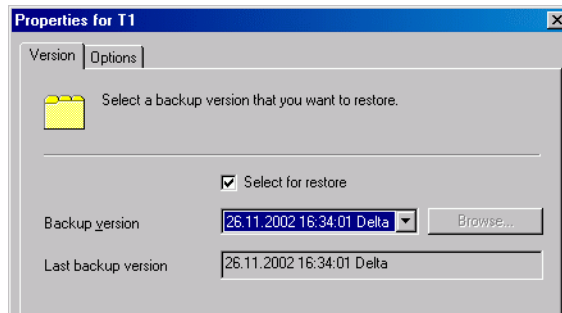 Properties for T1
Version Options
Select a backup version that you want to restore.
Select for restore
Backup version 26.11.2002 16:34:01 Delta Browse...
Last backup version 26.11.2002 16:34:01 Delta